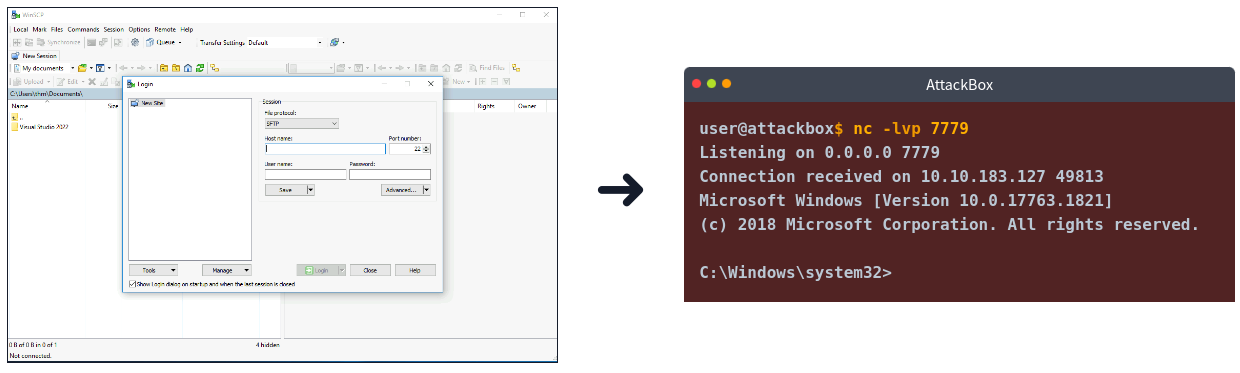 WinSCP
Local Mark Files Commands Session Options Remote Help
Synchronize Queue Transfer Settings Default
New Session
My documents Find Files
Upload Edit New
C:\Users\thm\Documents\
Name Size Rights Owner
..
Visual Studio 2022
Login
New Site
Session
File protocol:
SFTP
Host name: Port number:
22
User name: Password:
Save Advanced...
Tools Manage Login Close Help
Show Login dialog on startup and when the last session is closed
0 B of 0 B in 0 of 1 4 hidden
Not connected.
AttackBox
user@attackbox$ nc -lvp 7779
Listening on 0.0.0.0 7779
Connection received on 10.10.183.127 49813
Microsoft Windows [Version 10.0.17763.1821]
(c) 2018 Microsoft Corporation. All rights reserved.
C:\Windows\system32>